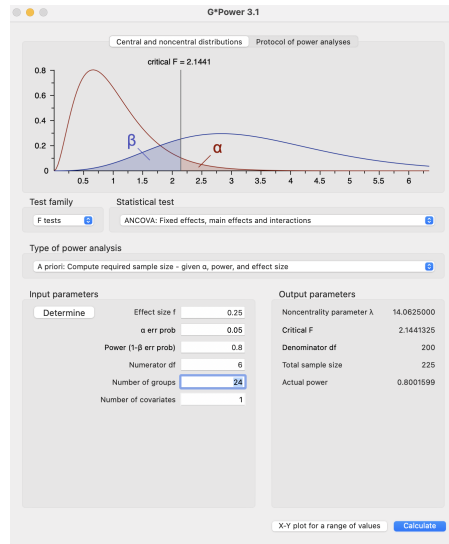 G*Power 3.1
Central and noncentral distributions Protocol of power analyses
critical F = 2.1441
0.8
0.6
0.4
0.2
0
β
α
0.5 1 1.5 2 2.5 3 3.5 4 4.5 5 5.5 6
Test family Statistical test
F tests ANCOVA: Fixed effects, main effects and interactions
Type of power analysis
A priori: Compute required sample size - given α, power, and effect size
Input parameters
Determine Effect size f 0.25
α err prob 0.05
Power (1-β err prob) 0.8
Numerator df 6
Number of groups 24
Number of covariates 1
Output parameters
Noncentrality parameter λ 14.0625000
Critical F 2.1441325
Denominator df 200
Total sample size 225
Actual power 0.8001599
X-Y plot for a range of values Calculate